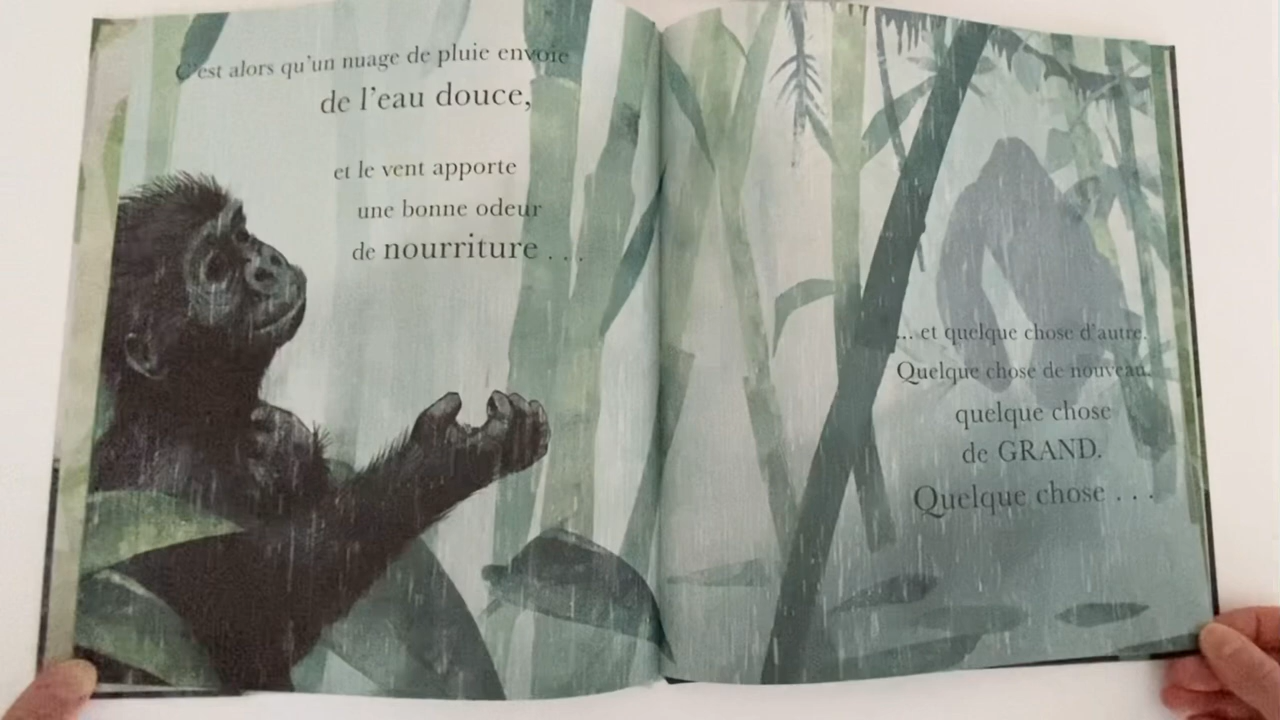 C'est alors qu'un nuage de pluie envoie
de l'eau douce,
et le vent apporte
une bonne odeur
de nourriture . . .
... et quelque chose d'autre.
Quelque chose de nouveau.
quelque chose
de GRAND.
Quelque chose . . .